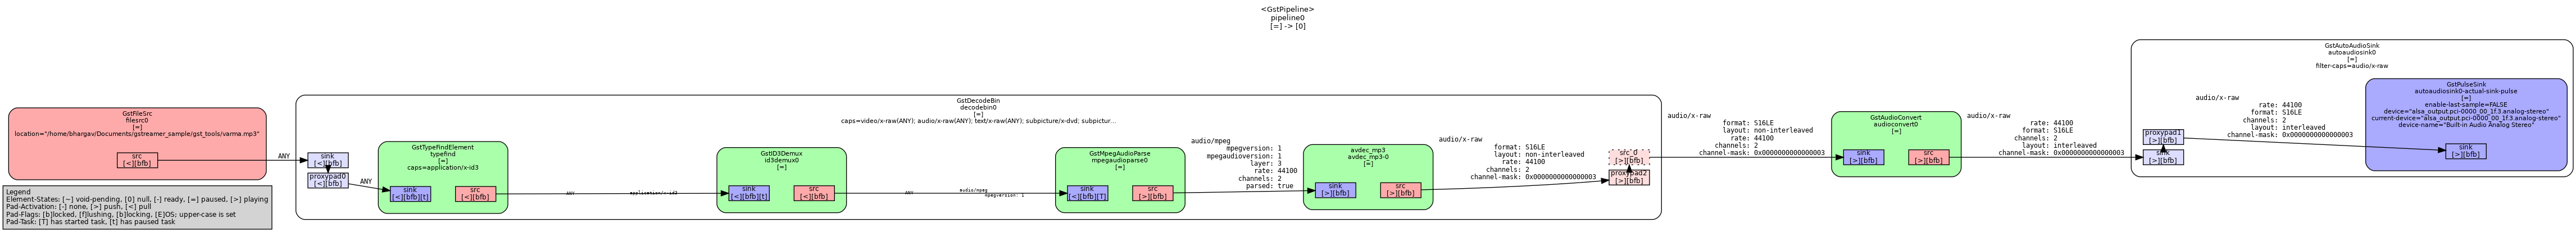 <GstPipeline>
pipeline0
[=] -> [0]
GstFileSrc
filesrc0
[=]
location="/home/bhargav/Documents/gstreamer_sample/gst_tools/varma.mp3"
src
[<][bfb]
ANY
Legend
Element-States: [~] void-pending, [0] null, [-] ready, [=] paused, [>] playing
Pad-Activation: [-] none, [>] push, [<] pull
Pad-Flags: [b]locked, [f]lushing, [b]locking, [E]OS; upper-case is set
Pad-Task: [T] has started task, [t] has paused task
GstDecodeBin
decodebin0
[=]
caps=video/x-raw(ANY); audio/x-raw(ANY); text/x-raw(ANY); subpicture/x-dvd; subpictur...
sink
[<][bfb]
proxypad0
[<][bfb]
ANY
GstTypeFindElement
typefind
[=]
caps=application/x-id3
sink
[<][bfb][t]
src
[<][bfb]
ANY
application/x-id3
GstID3Demux
id3demux0
[=]
sink
[<][bfb][t]
src
[<][bfb]
ANY
audio/mpeg
mpegversion: 1
GstMpegAudioParse
mpegaudioparse0
[=]
sink
[<][bfb][T]
src
[>][bfb]
audio/mpeg
mpegversion: 1
mpegaudioversion: 1
layer: 3
rate: 44100
channels: 2
parsed: true
avdec_mp3
avdec_mp3-0
[=]
sink
[>][bfb]
src
[>][bfb]
audio/x-raw
format: S16LE
layout: non-interleaved
rate: 44100
channels: 2
channel-mask: 0x0000000000000003
src_0
[>][bfb]
proxypad2
[>][bfb]
audio/x-raw
format: S16LE
layout: non-interleaved
rate: 44100
channels: 2
channel-mask: 0x0000000000000003
GstAudioConvert
audioconvert0
[=]
sink
[>][bfb]
src
[>][bfb]
audio/x-raw
rate: 44100
format: S16LE
channels: 2
layout: interleaved
channel-mask: 0x0000000000000003
GstAutoAudioSink
autoaudiosink0
[=]
filter-caps=audio/x-raw
proxypad1
[>][bfb]
sink
[>][bfb]
audio/x-raw
rate: 44100
format: S16LE
channels: 2
layout: interleaved
channel-mask: 0x0000000000000003
GstPulseSink
autoaudiosink0-actual-sink-pulse
[=]
enable-last-sample=FALSE
device="alsa_output.pci-0000_00_1f.3.analog-stereo"
current-device="alsa_output.pci-0000_00_1f.3.analog-stereo"
device-name="Built-in Audio Analog Stereo"
sink
[>][bfb]